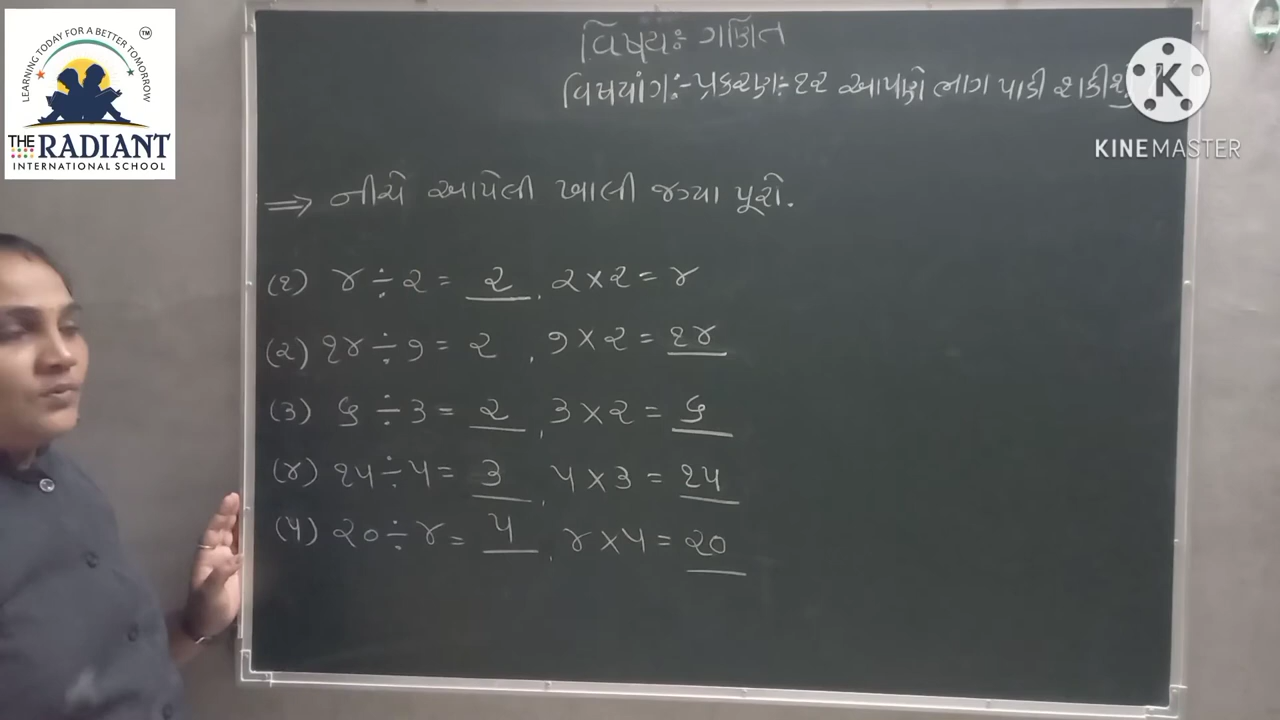 LEARNING TODAY FOR A BETTER TOMORROW
TM
THE RADIANT
INTERNATIONAL SCHOOL
વિષયઃ ગણિત
વિષયાંગઃ-પ્રકરણઃ-૧૨ આપણે ભાગ પાડી શકીશું
K
KINEMASTER
⇒ નીચે આપેલી ખાલી જગ્યા પૂરો.
(૧) ૪ ÷ ૨ = ૨ , ૨ × ૨ = ૪
(૨) ૧૪ ÷ ૭ = ૨ , ૭ × ૨ = ૧૪
(૩) ૬ ÷ ૩ = ૨ , ૩ × ૨ = ૬
(૪) ૧૫ ÷ ૫ = ૩ , ૫ × ૩ = ૧૫
(૫) ૨૦ ÷ ૪ = ૫ , ૪ × ૫ = ૨૦